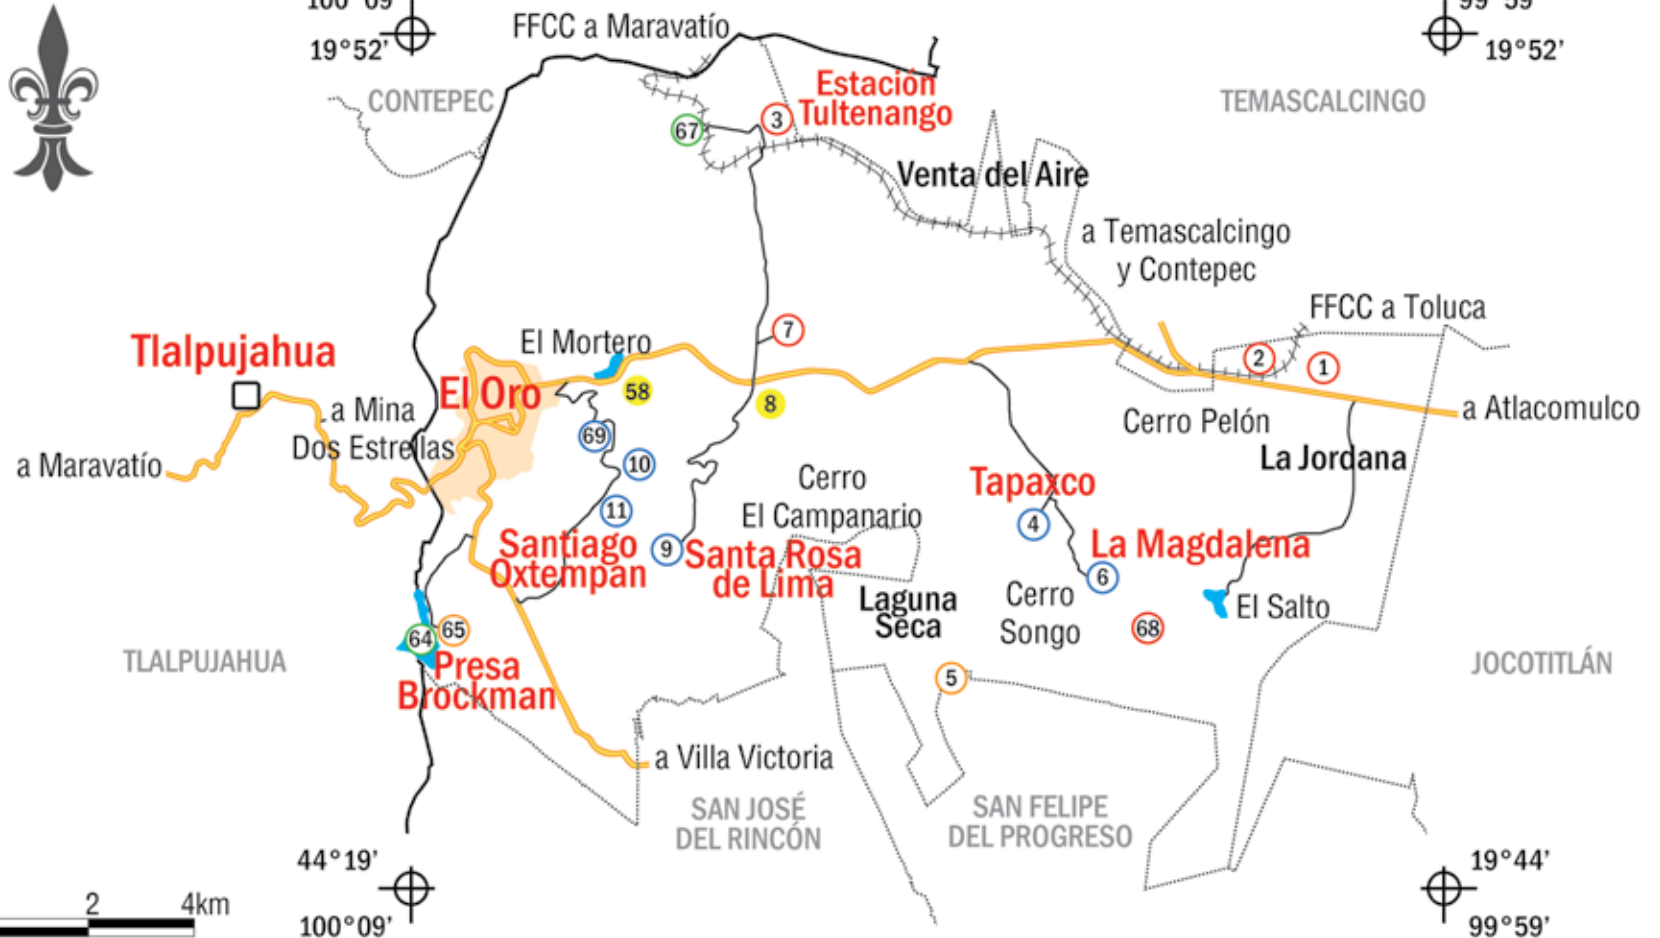 100°09'
19°52'
FFCC a Maravatío
99°59'
19°52'
CONTEPEC
Estación
Tultenango
TEMASCALCINGO
67
3
Venta del Aire
a Temascalcingo
y Contepec
FFCC a Toluca
Tlalpujahua
El Mortero
7
2
1
El Oro
58
8
a Mina
Dos Estrellas
a Atlacomulco
Cerro Pelón
a Maravatío
69
10
La Jordana
Cerro
El Campanario
Tapaxco
11
4
Santiago
Oxtempan
9
Santa Rosa
de Lima
La Magdalena
6
Laguna
Seca
Cerro
Songo
El Salto
64
65
68
TLALPUJAHUA
Presa
Brockman
5
JOCOTITLÁN
a Villa Victoria
SAN JOSÉ
DEL RINCÓN
SAN FELIPE
DEL PROGRESO
44°19'
100°09'
19°44'
99°59'
2
4km